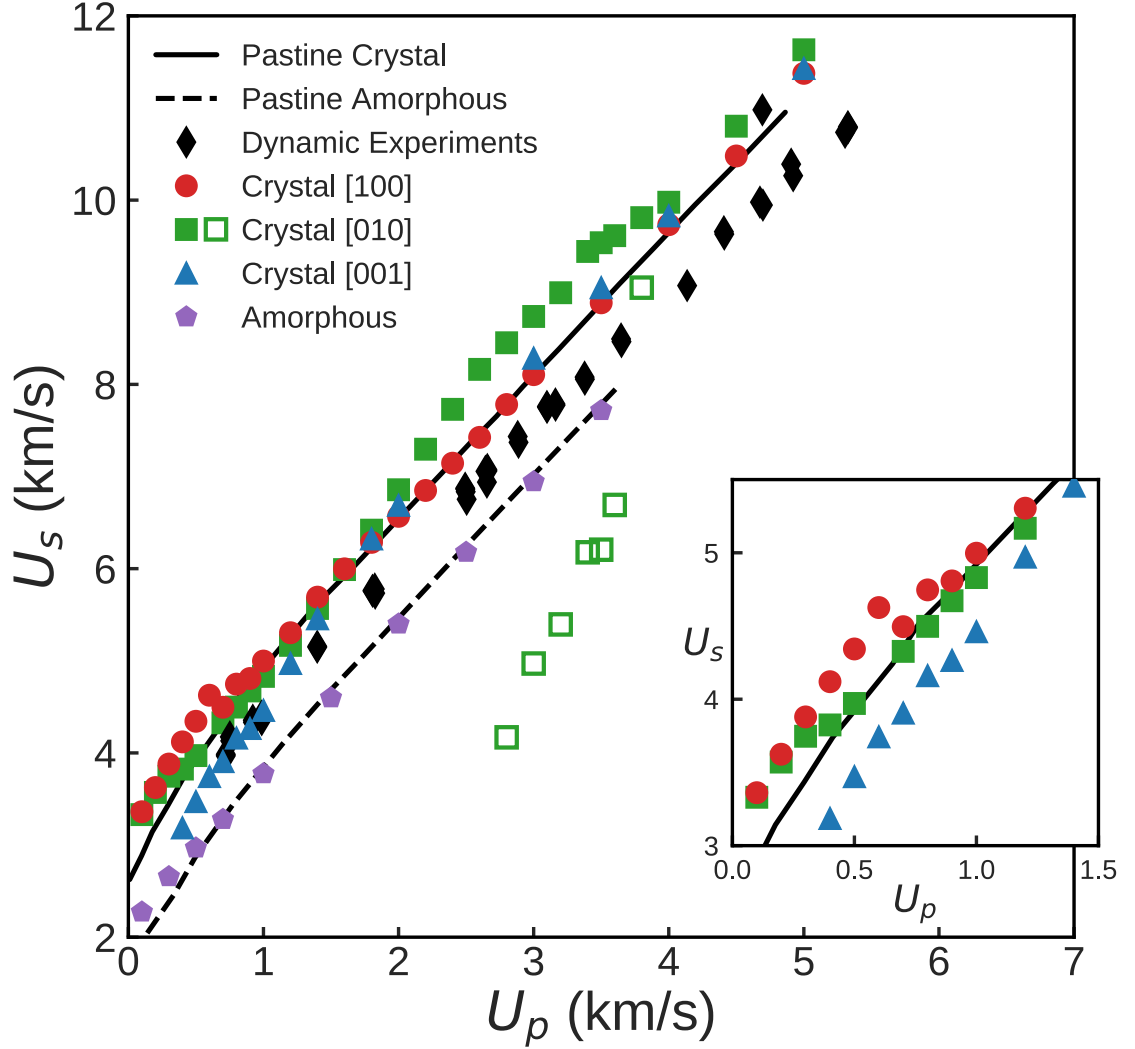 12
10
8
6
4
2
U_s (km/s)
Pastine Crystal
Pastine Amorphous
Dynamic Experiments
Crystal [100]
Crystal [010]
Crystal [001]
Amorphous
5
4
3
U_s
0.0 0.5 1.0 1.5
U_p
0 1 2 3 4 5 6 7
U_p (km/s)